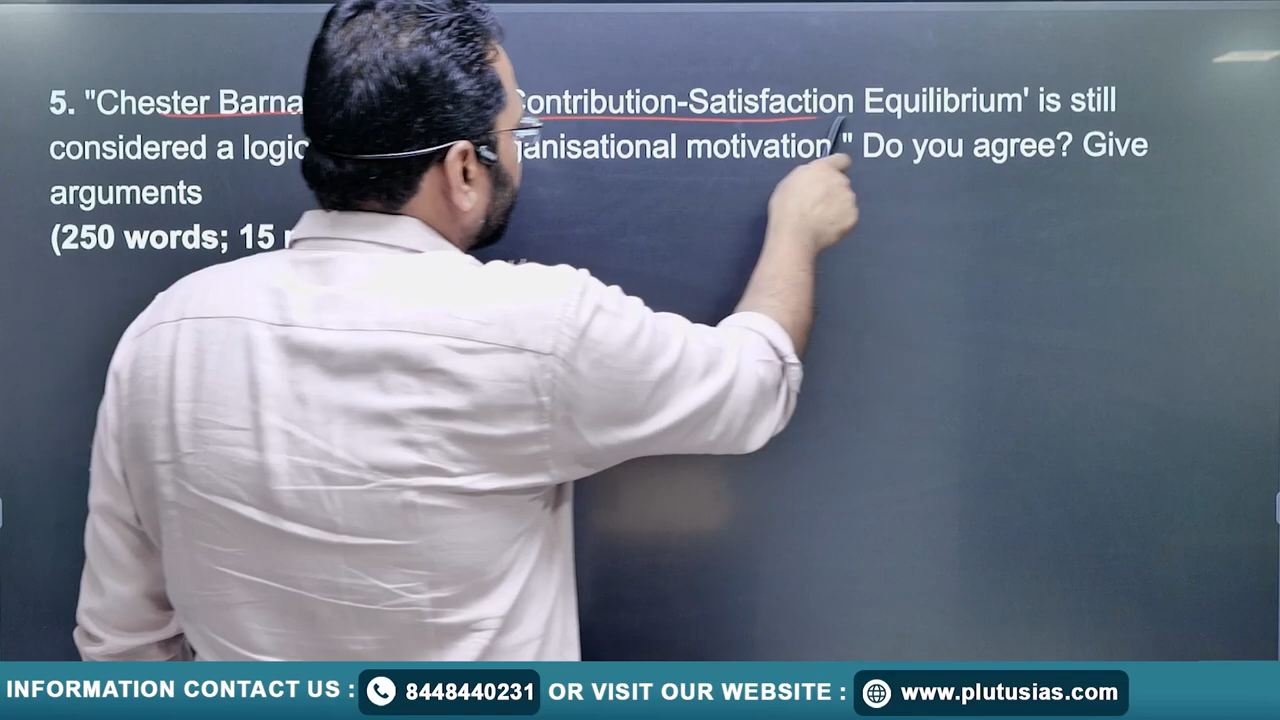 5. "Chester Barna Contribution-Satisfaction Equilibrium' is still
considered a logic ganisational motivation." Do you agree? Give
arguments
(250 words; 15
INFORMATION CONTACT US : 8448440231 OR VISIT OUR WEBSITE : www.plutusias.com